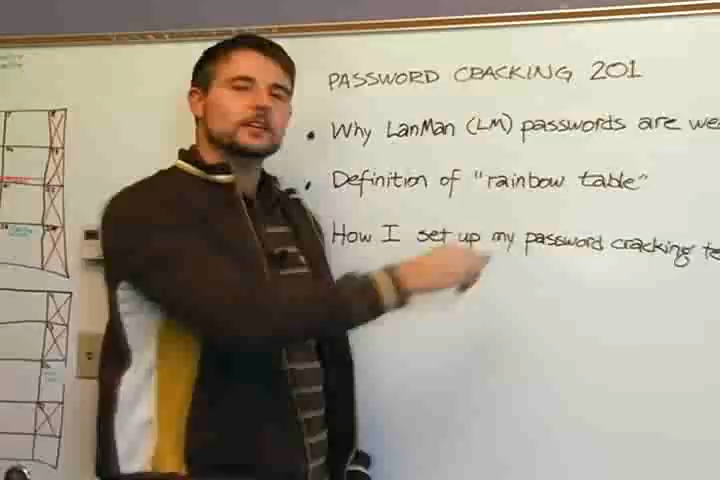 PASSWORD CRACKING 201
• Why LanMan (LM) passwords are
• Definition of "rainbow table"
How I set up my password cracking